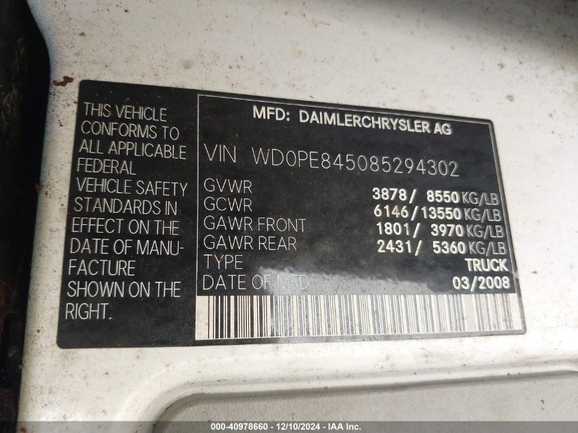 THIS VEHICLE
CONFORMS TO
ALL APPLICABLE
FEDERAL
VEHICLE SAFETY
STANDARDS IN
EFFECT ON THE
DATE OF MANU-
FACTURE
SHOWN ON THE
RIGHT.
MFD: DAIMLERCHRYSLER AG
VIN WD0PE845085294302
GVWR 3878/ 8550 KG/LB
GCWR 6146/13550 KG/LB
GAWR FRONT 1801/ 3970 KG/LB
GAWR REAR 2431/ 5360 KG/LB
TYPE TRUCK
DATE OF MFD 03/2008
000-40978660 - 12/10/2024 - IAA Inc.